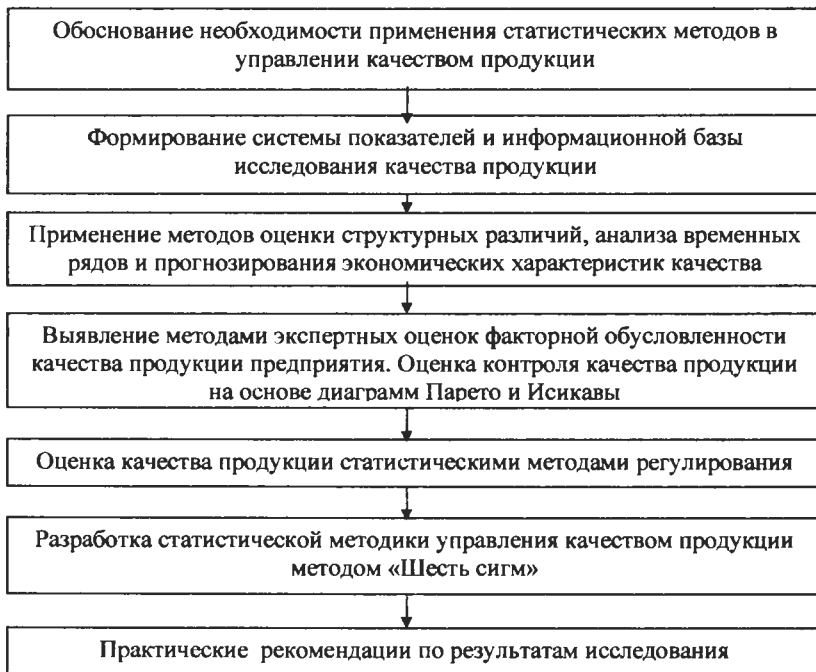 Обоснование необходимости применения статистических методов в
управлении качеством продукции
Формирование системы показателей и информационной базы
исследования качества продукции
Применение методов оценки структурных различий, анализа временных
рядов и прогнозирования экономических характеристик качества
Выявление методами экспертных оценок факторной обусловленности
качества продукции предприятия. Оценка контроля качества продукции
на основе диаграмм Парето и Исикавы
Оценка качества продукции статистическими методами регулирования
Разработка статистической методики управления качеством продукции
методом «Шесть сигм»
Практические рекомендации по результатам исследования